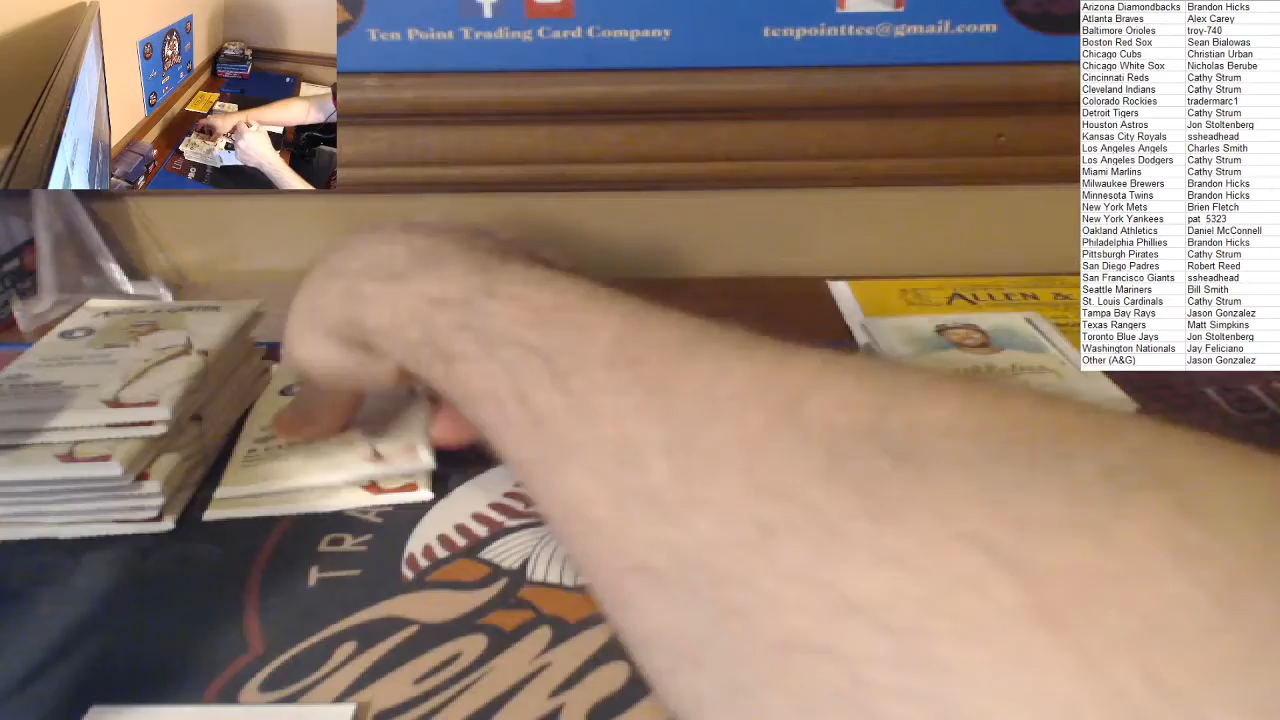 Ten Point Trading Card Company
tenpointtcc@gmail.com
Arizona Diamondbacks Brandon Hicks
Atlanta Braves Alex Carey
Baltimore Orioles troy-740
Boston Red Sox Sean Bialowas
Chicago Cubs Christian Urban
Chicago White Sox Nicholas Berube
Cincinnati Reds Cathy Strum
Cleveland Indians Cathy Strum
Colorado Rockies tradermarc1
Detroit Tigers Cathy Strum
Houston Astros Jon Stoltenberg
Kansas City Royals ssheadhead
Los Angeles Angels Charles Smith
Los Angeles Dodgers Cathy Strum
Miami Marlins Cathy Strum
Milwaukee Brewers Brandon Hicks
Minnesota Twins Brandon Hicks
New York Mets Brien Fletch
New York Yankees pat 5323
Oakland Athletics Daniel McConnell
Philadelphia Phillies Brandon Hicks
Pittsburgh Pirates Cathy Strum
San Diego Padres Robert Reed
San Francisco Giants ssheadhead
Seattle Mariners Bill Smith
St. Louis Cardinals Cathy Strum
Tampa Bay Rays Jason Gonzalez
Texas Rangers Matt Simpkins
Toronto Blue Jays Jon Stoltenberg
Washington Nationals Jay Feliciano
Other (A&G) Jason Gonzalez
ALLEN &
TRA
Ten